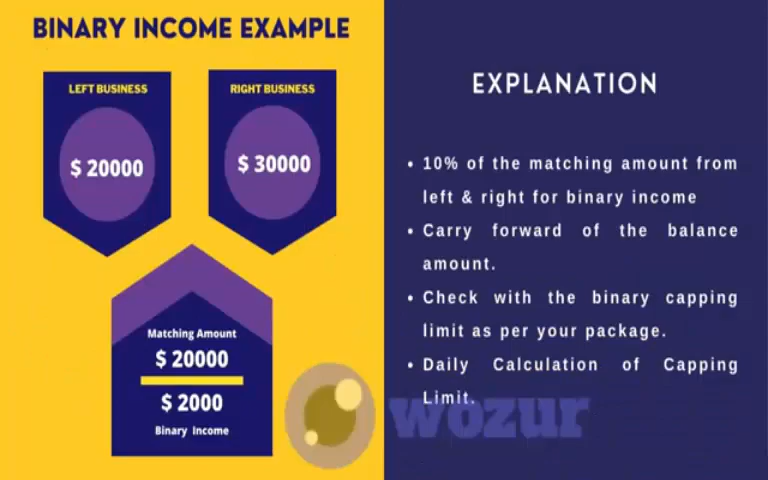 BINARY INCOME EXAMPLE
LEFT BUSINESS
$ 20000
RIGHT BUSINESS
$ 30000
Matching Amount
$ 20000
$ 2000
Binary Income
EXPLANATION
• 10% of the matching amount from
left & right for binary income
• Carry forward of the balance
amount.
• Check with the binary capping
limit as per your package.
• Daily Calculation of Capping
Limit.
wozur